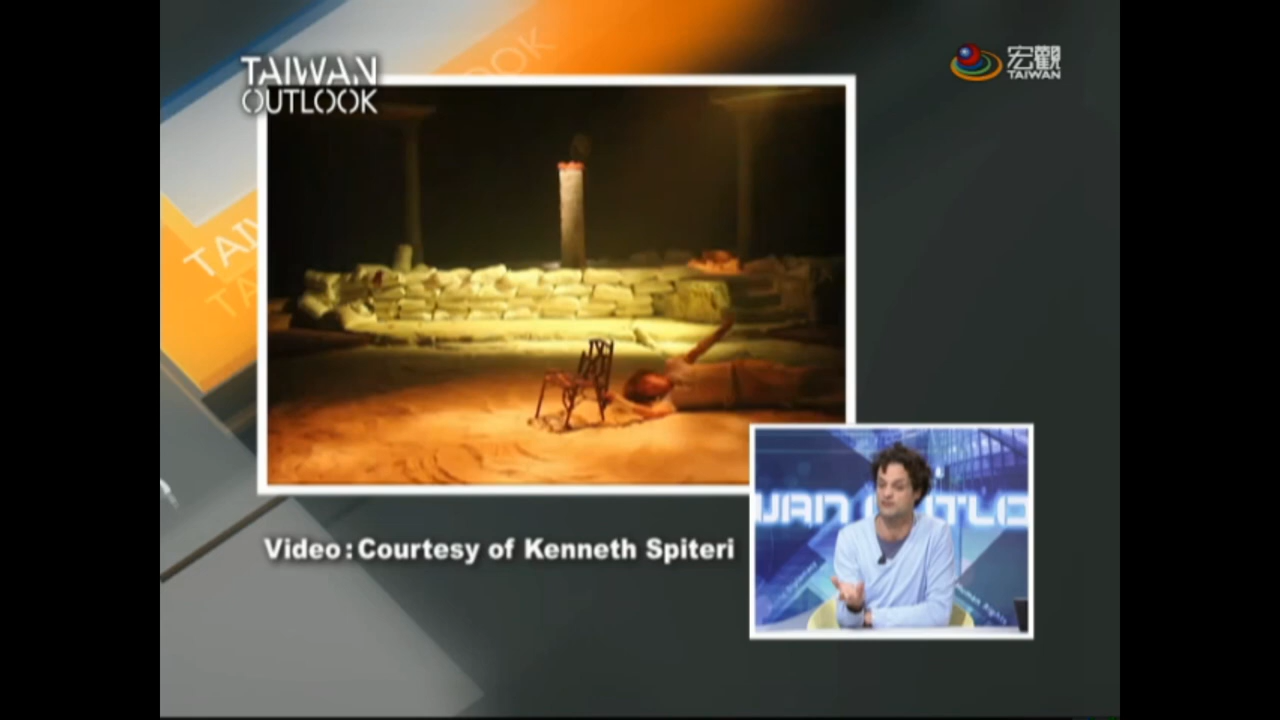 TAIWAN
OUTLOOK
宏觀
TAIWAN
Video:Courtesy of Kenneth Spiteri